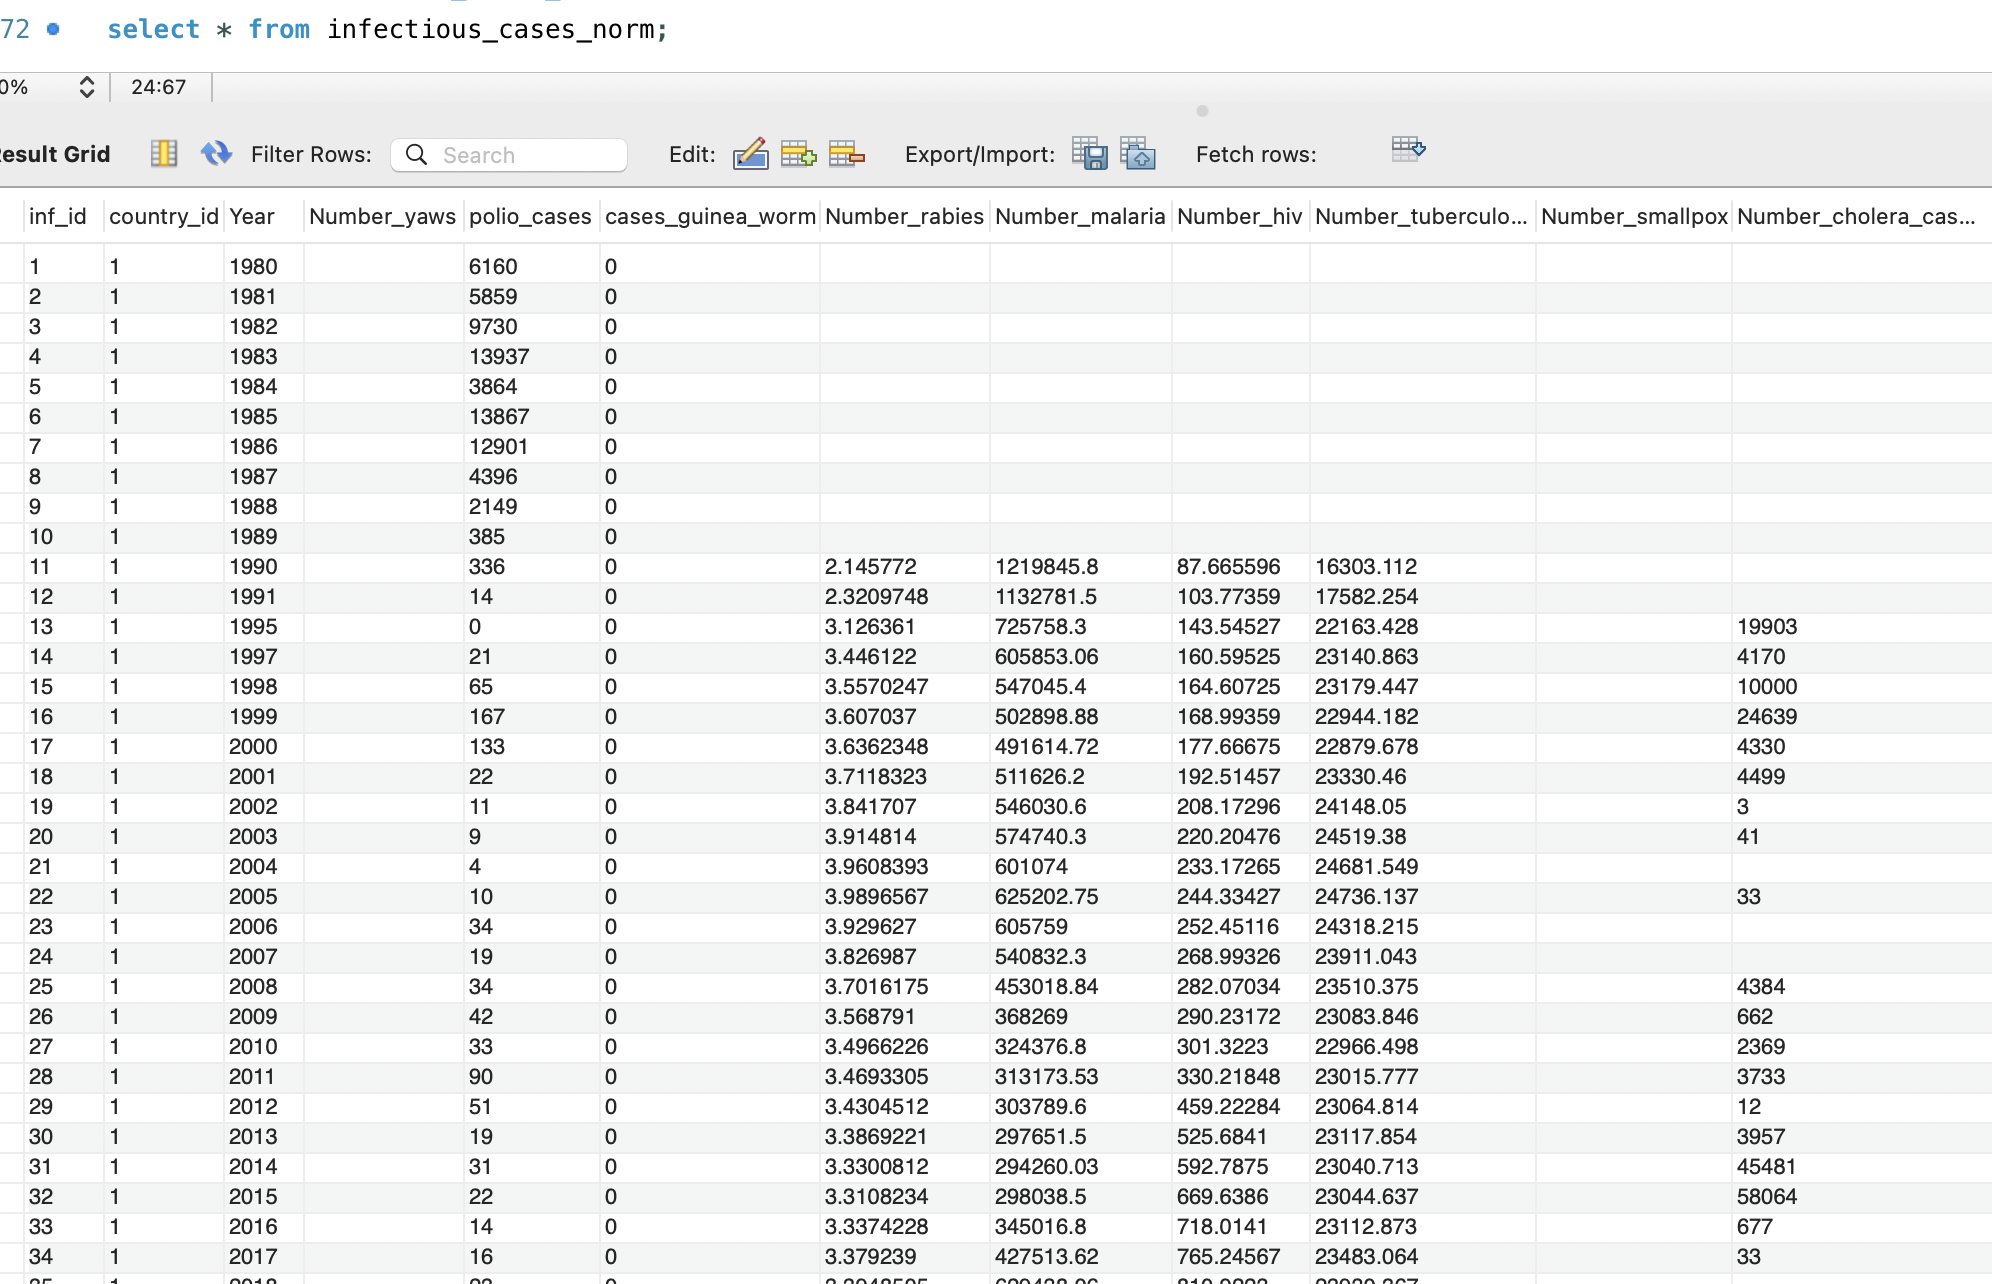 72 select * from infectious_cases_norm;
0% 24:67
esult Grid Filter Rows: Search Edit: Export/Import: Fetch rows:
inf_id country_id Year Number_yaws polio_cases cases_guinea_worm Number_rabies Number_malaria Number_hiv Number_tuberculo... Number_smallpox Number_cholera_cas...
1 1 1980 6160 0
2 1 1981 5859 0
3 1 1982 9730 0
4 1 1983 13937 0
5 1 1984 3864 0
6 1 1985 13867 0
7 1 1986 12901 0
8 1 1987 4396 0
9 1 1988 2149 0
10 1 1989 385 0
11 1 1990 336 0 2.145772 1219845.8 87.665596 16303.112
12 1 1991 14 0 2.3209748 1132781.5 103.77359 17582.254
13 1 1995 0 0 3.126361 725758.3 143.54527 22163.428 19903
14 1 1997 21 0 3.446122 605853.06 160.59525 23140.863 4170
15 1 1998 65 0 3.5570247 547045.4 164.60725 23179.447 10000
16 1 1999 167 0 3.607037 502898.88 168.99359 22944.182 24639
17 1 2000 133 0 3.6362348 491614.72 177.66675 22879.678 4330
18 1 2001 22 0 3.7118323 511626.2 192.51457 23330.46 4499
19 1 2002 11 0 3.841707 546030.6 208.17296 24148.05 3
20 1 2003 9 0 3.914814 574740.3 220.20476 24519.38 41
21 1 2004 4 0 3.9608393 601074 233.17265 24681.549
22 1 2005 10 0 3.9896567 625202.75 244.33427 24736.137 33
23 1 2006 34 0 3.929627 605759 252.45116 24318.215
24 1 2007 19 0 3.826987 540832.3 268.99326 23911.043
25 1 2008 34 0 3.7016175 453018.84 282.07034 23510.375 4384
26 1 2009 42 0 3.568791 368269 290.23172 23083.846 662
27 1 2010 33 0 3.4966226 324376.8 301.3223 22966.498 2369
28 1 2011 90 0 3.4693305 313173.53 330.21848 23015.777 3733
29 1 2012 51 0 3.4304512 303789.6 459.22284 23064.814 12
30 1 2013 19 0 3.3869221 297651.5 525.6841 23117.854 3957
31 1 2014 31 0 3.3300812 294260.03 592.7875 23040.713 45481
32 1 2015 22 0 3.3108234 298038.5 669.6386 23044.637 58064
33 1 2016 14 0 3.3374228 345016.8 718.0141 23112.873 677
34 1 2017 16 0 3.379239 427513.62 765.24567 23483.064 33